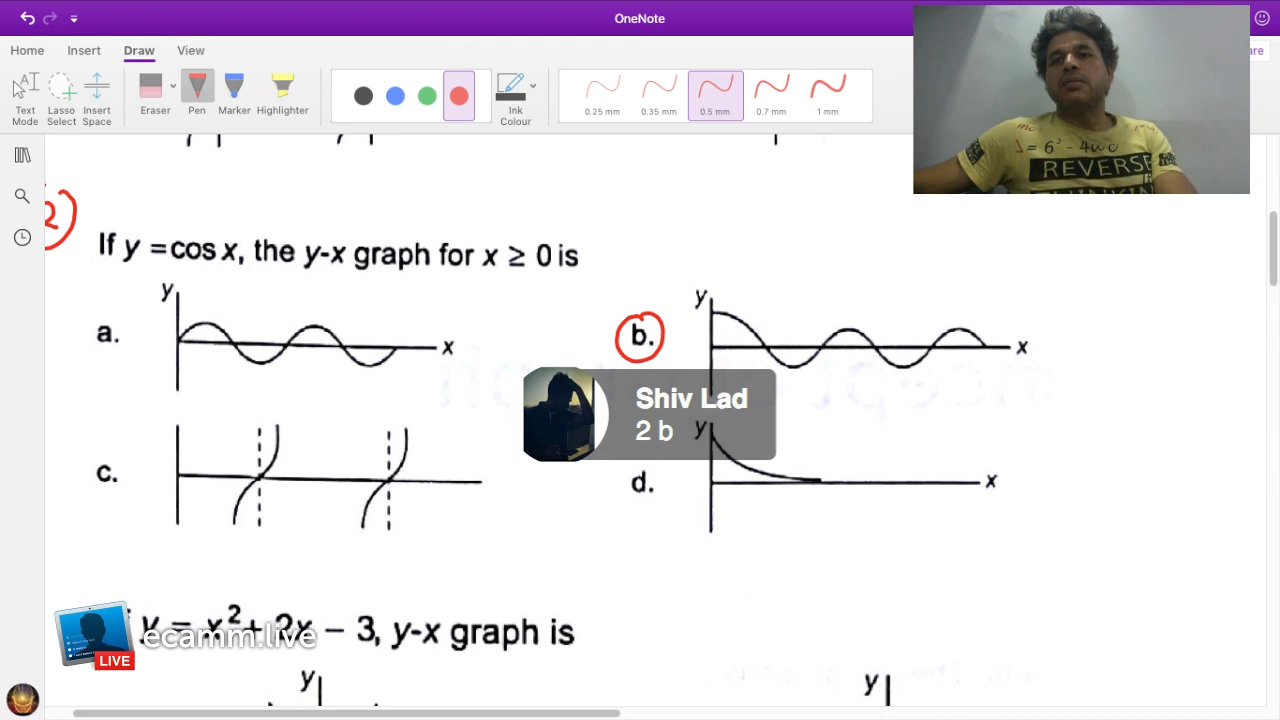 OneNote
Home Insert Draw View
Text Mode
Lasso Select
Insert Space
Eraser
Pen
Marker
Highlighter
Ink Colour
0.25 mm
0.35 mm
0.5 mm
0.7 mm
1 mm
REVERSE
2
If y = cos x, the y-x graph for x ≥ 0 is
a.
y
x
b.
y
x
Shiv Lad
2 b
c.
d.
y
x
y = x² + 2x − 3, y-x graph is
ecamm.live
LIVE
y
y